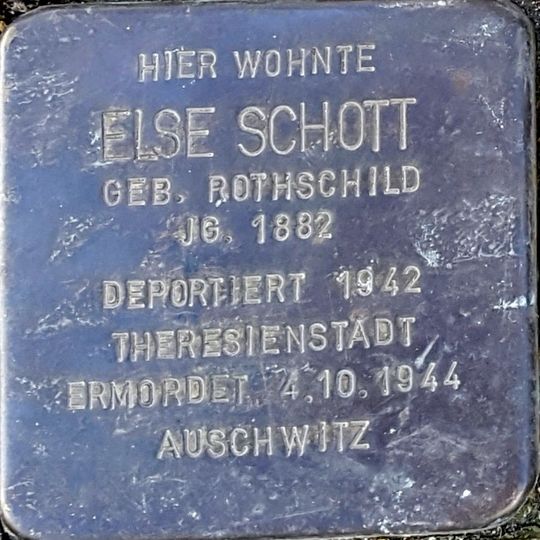 HIER WOHNTE
ELSE SCHOTT
GEB. ROTHSCHILD
JG. 1882
DEPORTIERT 1942
THERESIENSTADT
ERMORDET 4.10.1944
AUSCHWITZ